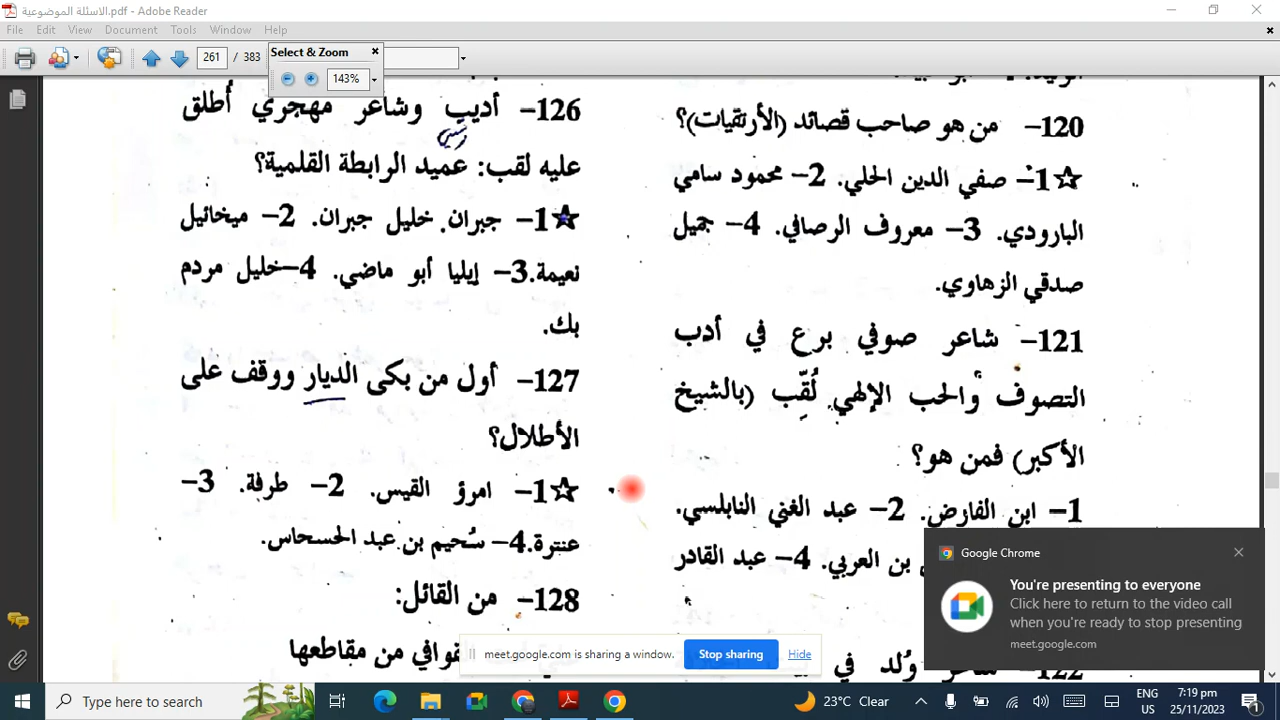 الاسئلة الموضوعية.pdf - Adobe Reader
File Edit View Document Tools Window Help
261 / 383
Select & Zoom
143%
120- من هو صاحب قصائد (الأرتقيات)؟
☆1- صفي الدين الحلي. 2- محمود سامي
البارودي. 3- معروف الرصافي. 4- جميل
صدقي الزهاوي.
121- شاعر صوفي برع في أدب
التصوف والحب الإلهي لُقّب (بالشيخ
الأكبر) فمن هو؟
1- ابن الفارض. 2- عبد الغني النابلسي.
بن العربي. 4- عبد القادر
122- شاعر وُلد في
126- أديب وشاعر مهجري أُطلق
عليه لقب: عميد الرابطة القلمية؟
☆1- جبران خليل جبران. 2- ميخائيل
نعيمة.3- إيليا أبو ماضي. 4-خليل مردم
بك.
127- أول من بكى الديار ووقف على
الأطلال؟
☆1- امرؤ القيس. 2- طرفة. 3-
عنترة.4- سُحيم بن عبد الحسحاس.
128- من القائل:
قوافي من مقاطعها
Google Chrome
You're presenting to everyone
Click here to return to the video call
when you're ready to stop presenting
meet.google.com
meet.google.com is sharing a window. Stop sharing Hide
Type here to search
23°C Clear
ENG
US
7:19 pm
25/11/2023
1